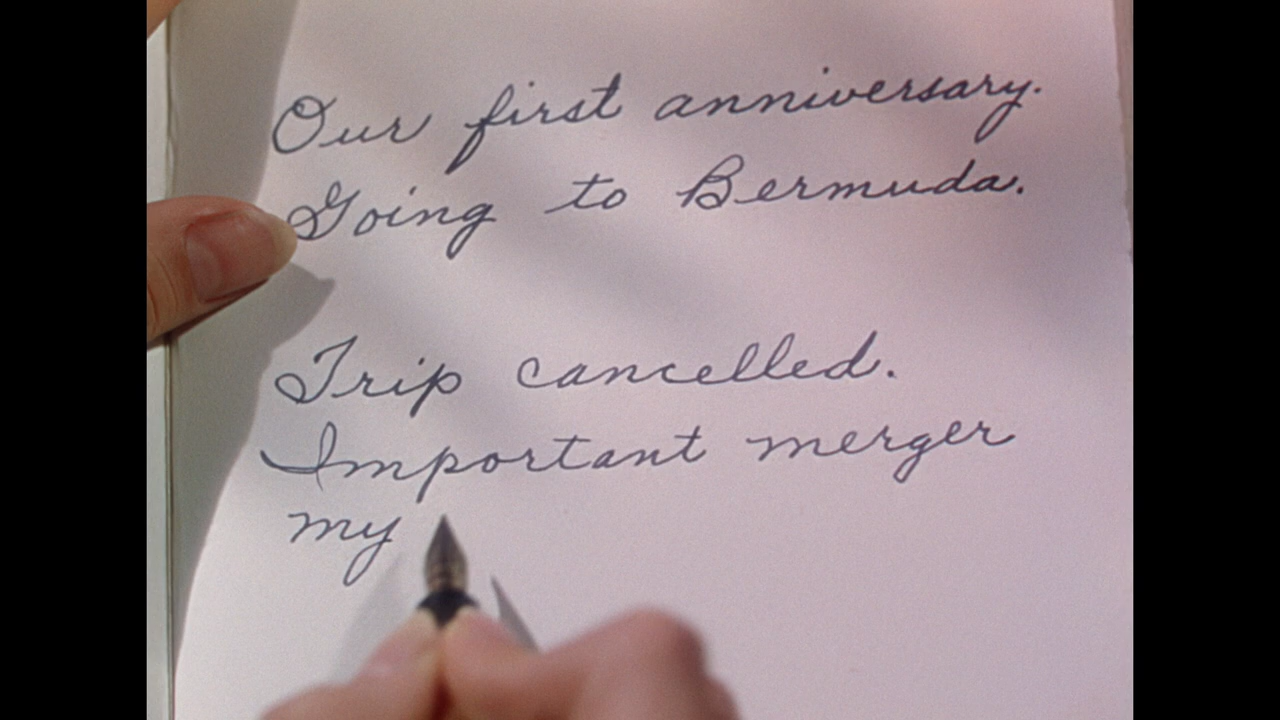 Our first anniversary.
Going to Bermuda.
Trip cancelled.
Important merger
my